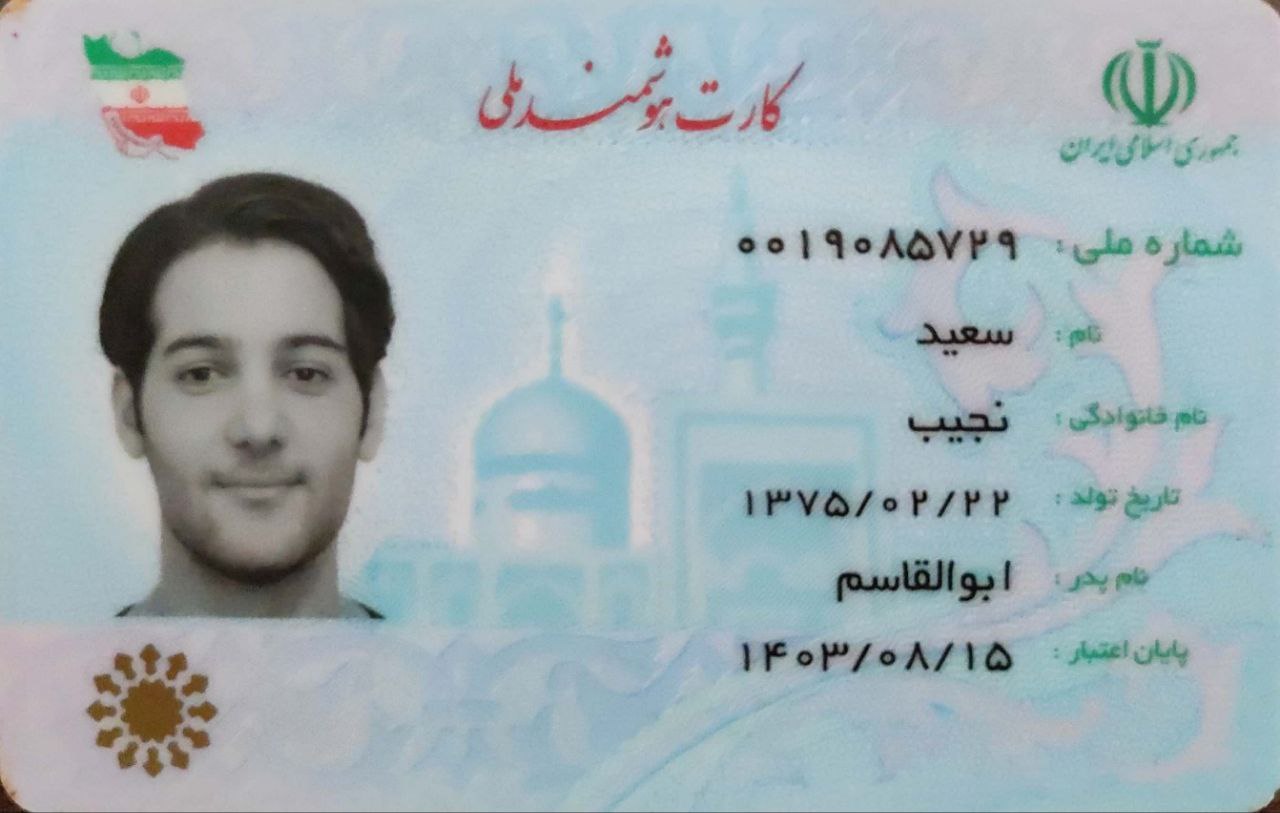 کارت هوشمند ملی
جمهوری اسلامی ایران
شماره ملی : ۰۰۱۹۰۸۵۷۲۹
نام : سعید
نام خانوادگی : نجیب
تاریخ تولد : ۱۳۷۵/۰۲/۲۲
نام پدر : ابوالقاسم
پایان اعتبار : ۱۴۰۳/۰۸/۱۵